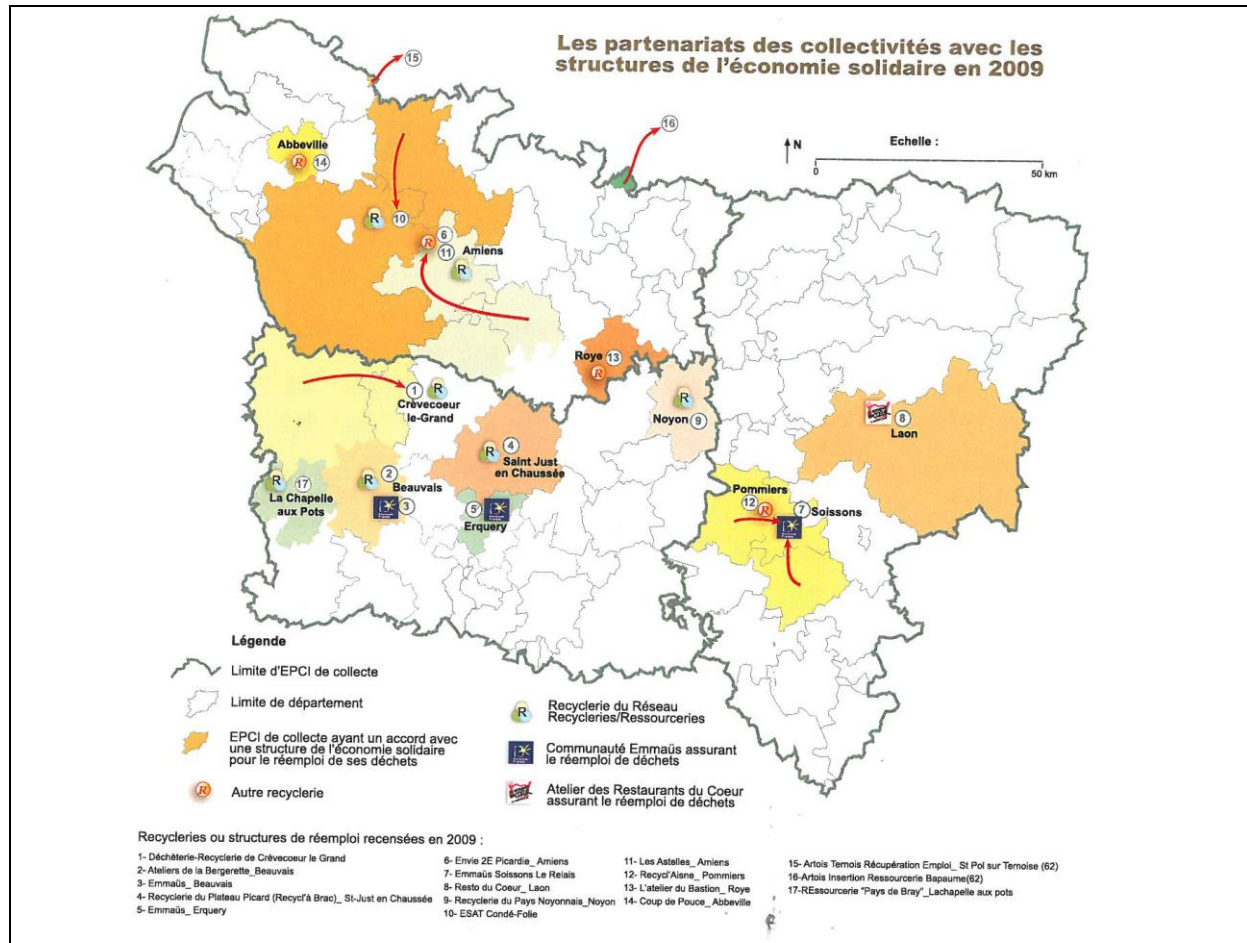 Les partenariats des collectivités avec les
structures de l'économie solidaire en 2009
15
16
N
Echelle :
0
50 km
Abbeville
R 14
R 10
6
R 11 Amiens
R
Roye 13
R
1 R
Crèvecoeur
le-Grand
R
Noyon 9
8
Laon
R 4
Saint Just
en Chaussée
R 2
Beauvais
3
R 17
La Chapelle
aux Pots
5
Erquery
Pommiers
12 R 7 Soissons
Légende
Limite d'EPCI de collecte
Limite de département
EPCI de collecte ayant un accord avec
une structure de l'économie solidaire
pour le réemploi de ses déchets
R Autre recyclerie
R Recyclerie du Réseau
Recycleries/Ressourceries
Communauté Emmaüs assurant
le réemploi de déchets
Atelier des Restaurants du Coeur
assurant le réemploi de déchets
Recycleries ou structures de réemploi recensées en 2009 :
1- Déchèterie-Recyclerie de Crèvecoeur le Grand
2- Ateliers de la Bergerette_Beauvais
3- Emmaüs_ Beauvais
4- Recyclerie du Plateau Picard (Recycl'à Brac)_ St-Just en Chaussée
5- Emmaüs_ Erquery
6- Envie 2E Picardie_ Amiens
7- Emmaüs Soissons Le Relais
8- Resto du Coeur_ Laon
9- Recyclerie du Pays Noyonnais_Noyon
10- ESAT Condé-Folie
11- Les Astelles_ Amiens
12- Recycl'Aisne_ Pommiers
13- L'atelier du Bastion_ Roye
14- Coup de Pouce_ Abbeville
15- Artois Ternois Récupération Emploi_ St Pol sur Ternoise (62)
16-Artois Insertion Ressourcerie Bapaume(62)
17-REssourcerie "Pays de Bray"_Lachapelle aux pots